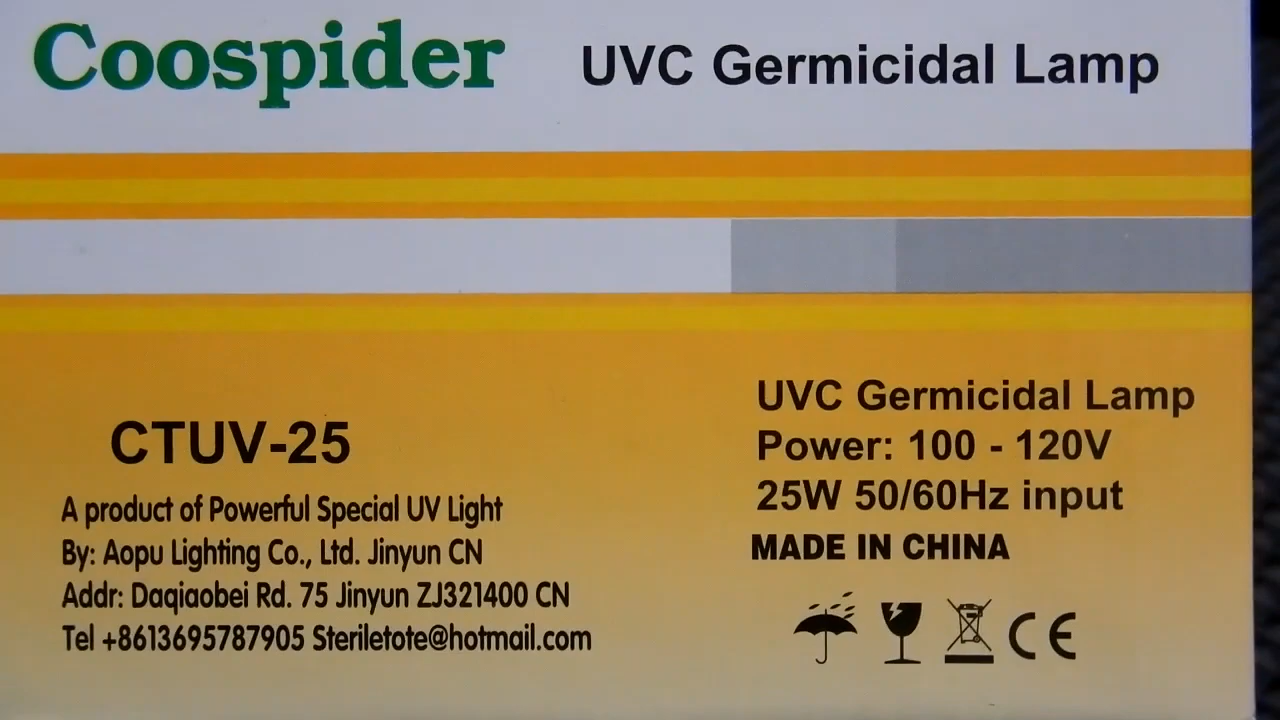 Coospider
UVC Germicidal Lamp
CTUV-25
A product of Powerful Special UV Light
By: Aopu Lighting Co., Ltd. Jinyun CN
Addr: Daqiaobei Rd. 75 Jinyun ZJ321400 CN
Tel +8613695787905 Steriletote@hotmail.com
UVC Germicidal Lamp
Power: 100 - 120V
25W 50/60Hz input
MADE IN CHINA
CE